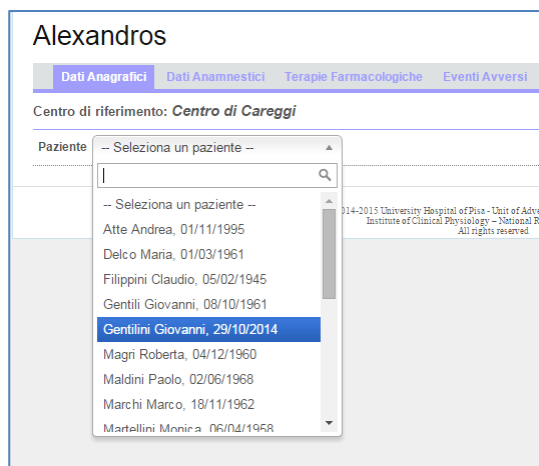 Alexandros
Dati Anagrafici Dati Anamnestici Terapie Farmacologiche Eventi Avversi
Centro di riferimento: Centro di Careggi
Paziente -- Seleziona un paziente --
-- Seleziona un paziente --
Atte Andrea, 01/11/1995
Delco Maria, 01/03/1961
Filippini Claudio, 05/02/1945
Gentili Giovanni, 08/10/1961
Gentilini Giovanni, 29/10/2014
Magri Roberta, 04/12/1960
Maldini Paolo, 02/06/1968
Marchi Marco, 18/11/1962
Martellini Monica, 06/04/1958
014-2015 University Hospital of Pisa - Unit of Adve
Institute of Clinical Physiology – National R
All rights reserved